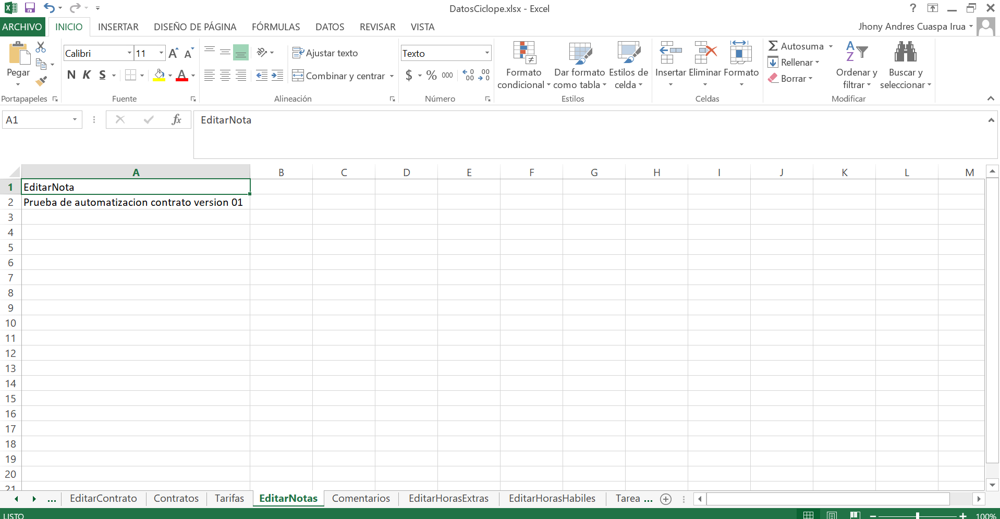 DatosCiclope.xlsx - Excel
ARCHIVO INICIO INSERTAR DISEÑO DE PÁGINA FÓRMULAS DATOS REVISAR VISTA Jhony Andres Cuaspa Irua
Pegar
Portapapeles
Calibri 11
N K S
Fuente
Ajustar texto
Combinar y centrar
Alineación
Texto
$ % 000
Número
Formato condicional
Dar formato como tabla
Estilos de celda
Estilos
Insertar Eliminar Formato
Celdas
Autosuma
Rellenar
Borrar
Ordenar y filtrar
Buscar y seleccionar
Modificar
A1 fx EditarNota
A B C D E F G H I J K L M
1 EditarNota
2 Prueba de automatizacion contrato version 01
3
4
5
6
7
8
9
10
11
12
13
14
15
16
17
18
19
20
21
... EditarContrato Contratos Tarifas EditarNotas Comentarios EditarHorasExtras EditarHorasHabiles Tarea ...
LISTO 100%